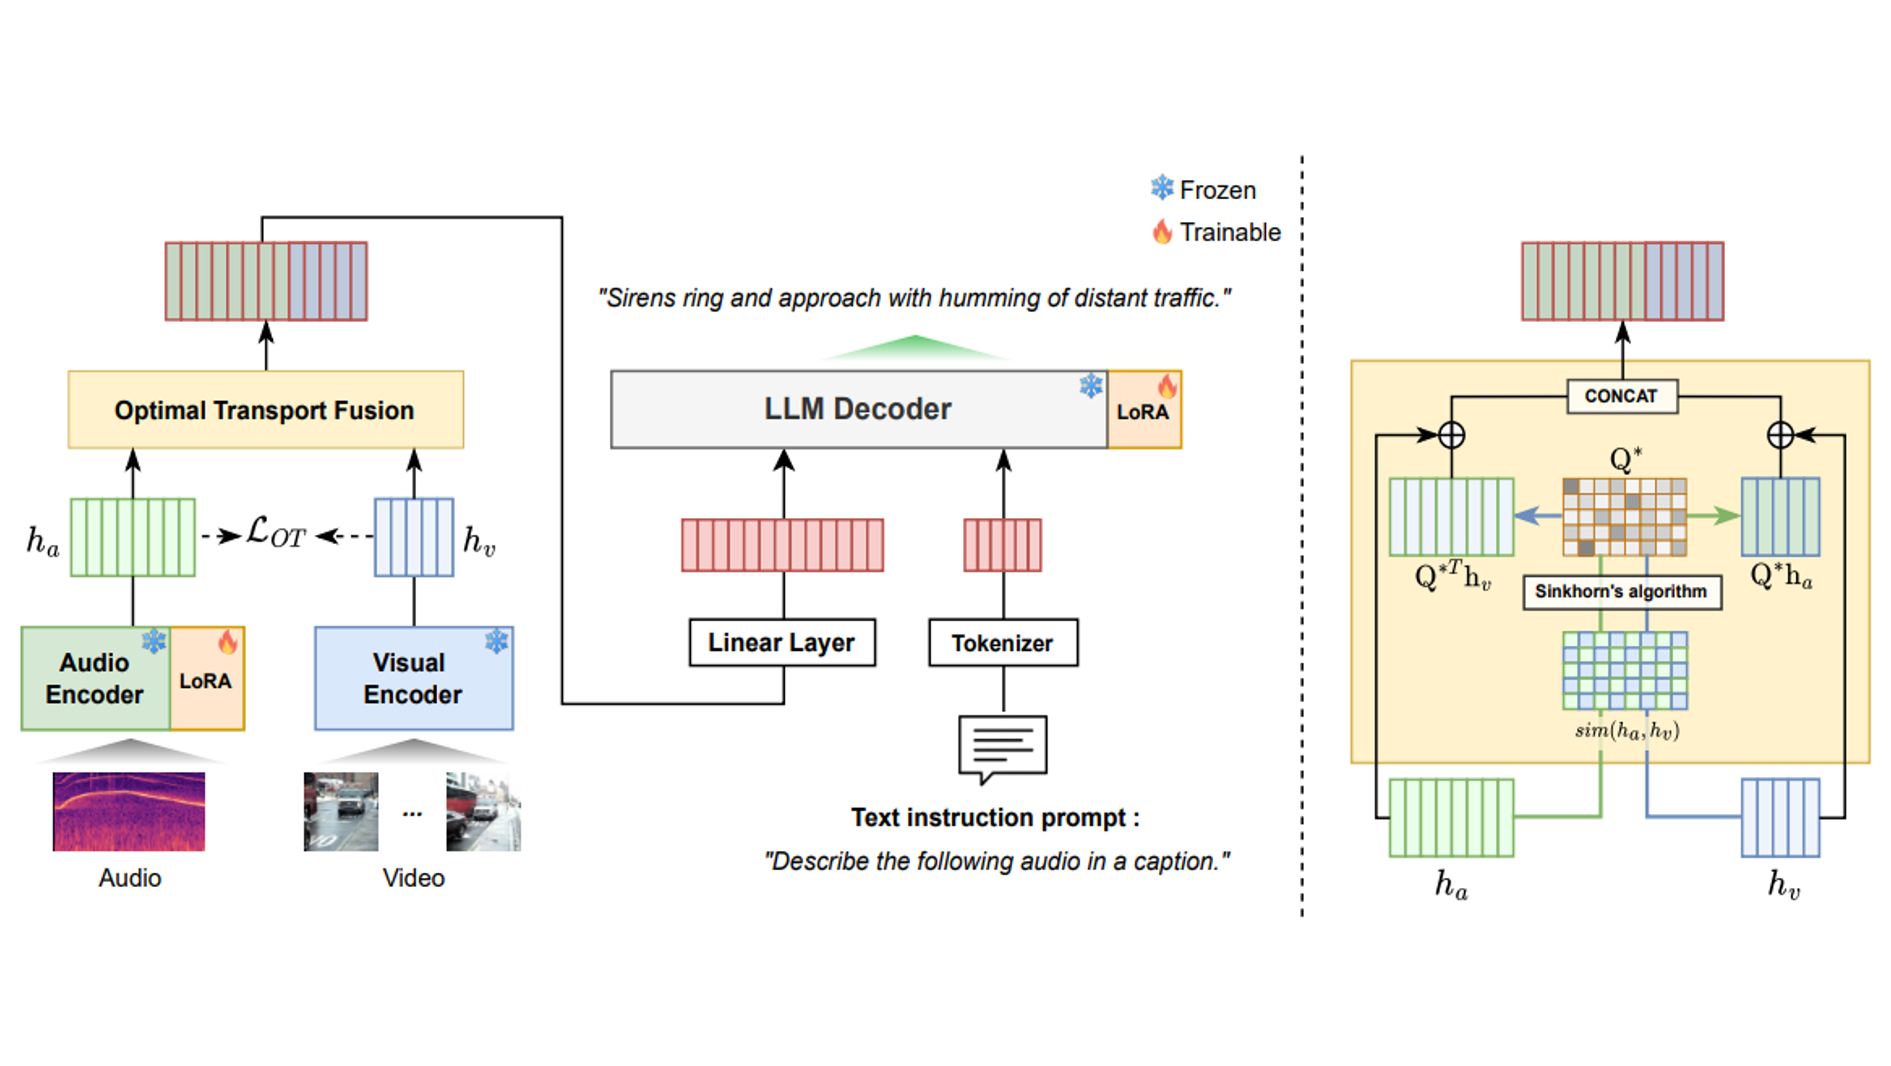 Frozen
Trainable
"Sirens ring and approach with humming of distant traffic."
LLM Decoder
LoRA
Optimal Transport Fusion
h_a
L_OT
h_v
Audio
Encoder
LoRA
Visual
Encoder
Linear Layer
Tokenizer
...
Audio
Video
Text instruction prompt :
"Describe the following audio in a caption."
CONCAT
Q*
Q*^T h_v
Q*h_a
Sinkhorn's algorithm
sim(h_a, h_v)
h_a
h_v